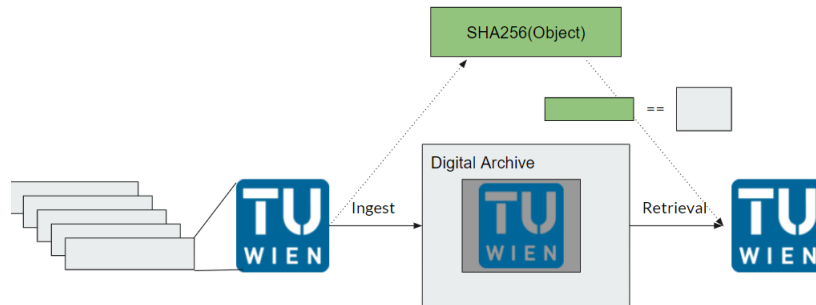 SHA256(Object)
==
Digital Archive
TU
WIEN
Ingest
TU
WIEN
Retrieval
TU
WIEN